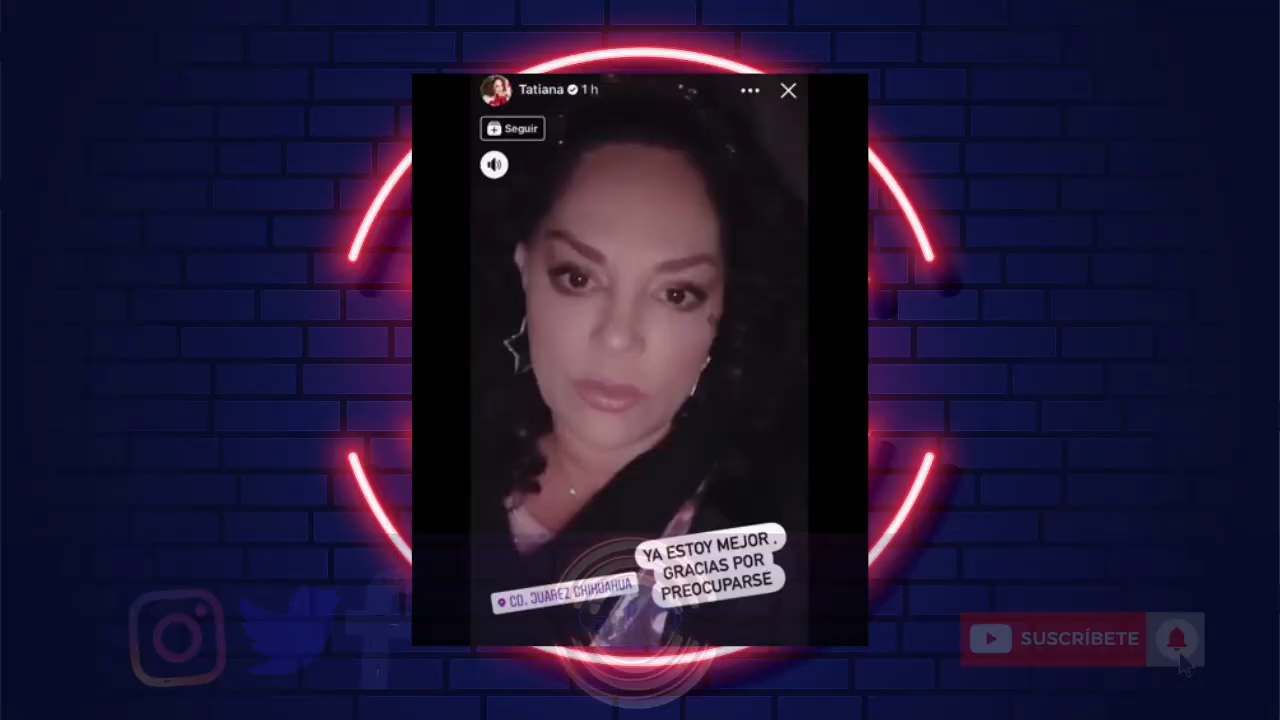 Tatiana 1 h
Seguir
YA ESTOY MEJOR .
GRACIAS POR
PREOCUPARSE
CD. JUAREZ CHIHUAHUA
SUSCRÍBETE